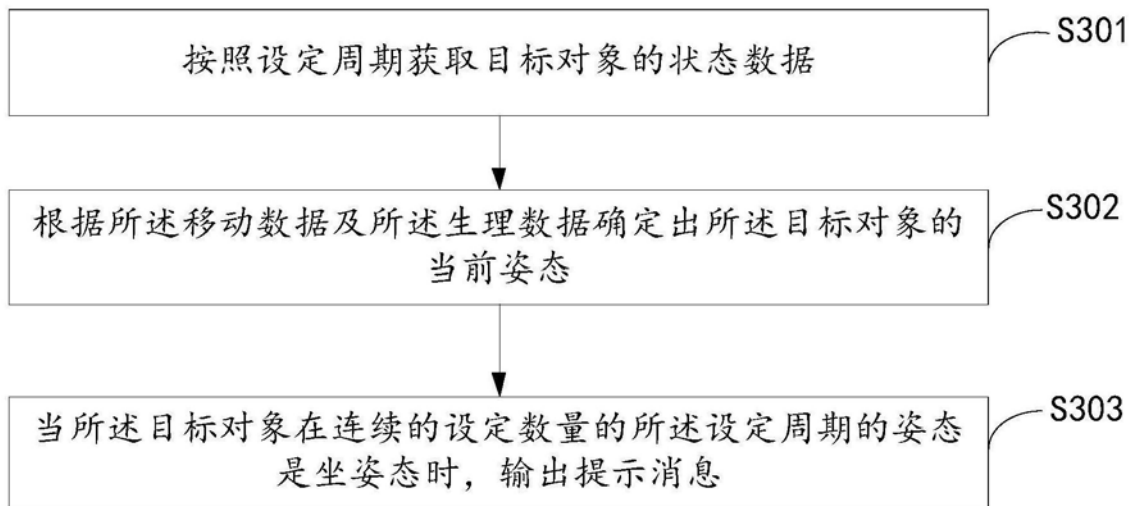 按照设定周期获取目标对象的状态数据
S301
根据所述移动数据及所述生理数据确定出所述目标对象的
当前姿态
S302
当所述目标对象在连续的设定数量的所述设定周期的姿态
是坐姿态时，输出提示消息
S303